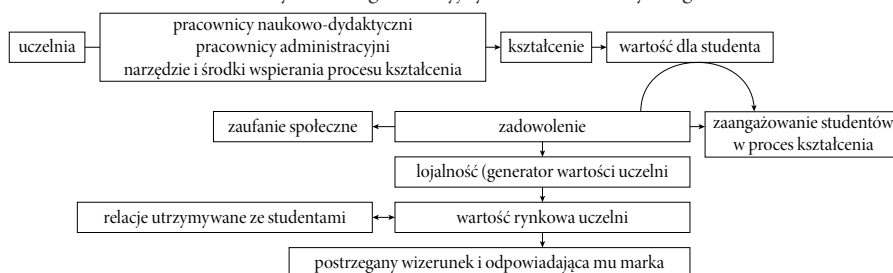 uczelnia
pracownicy naukowo-dydaktyczni
pracownicy administracyjni
narzędzie i środki wspierania procesu kształcenia
kształcenie
wartość dla studenta
zaufanie społeczne
zadowolenie
zaangażowanie studentów
w proces kształcenia
lojalność (generator wartości uczelni
relacje utrzymywane ze studentami
wartość rynkowa uczelni
postrzegany wizerunek i odpowiadająca mu marka